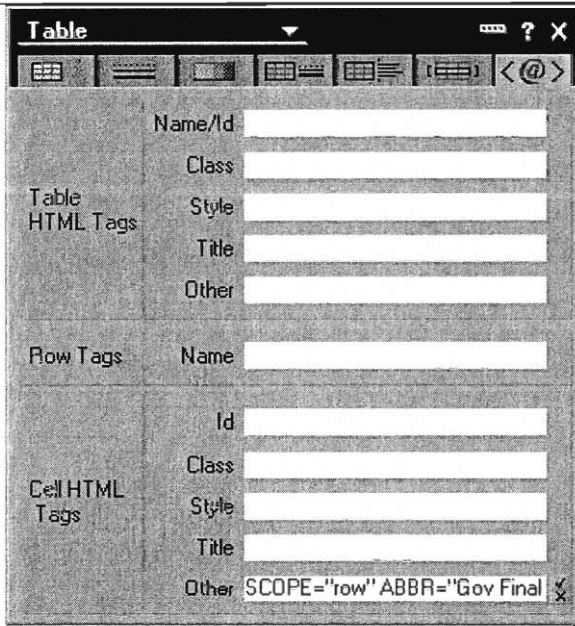 Table ? X
<@>
Name/Id
Class
Table
HTML Tags
Style
Title
Other
Row Tags Name
Id
Class
Cell HTML
Tags
Style
Title
Other SCOPE="row" ABBR="Gov Final